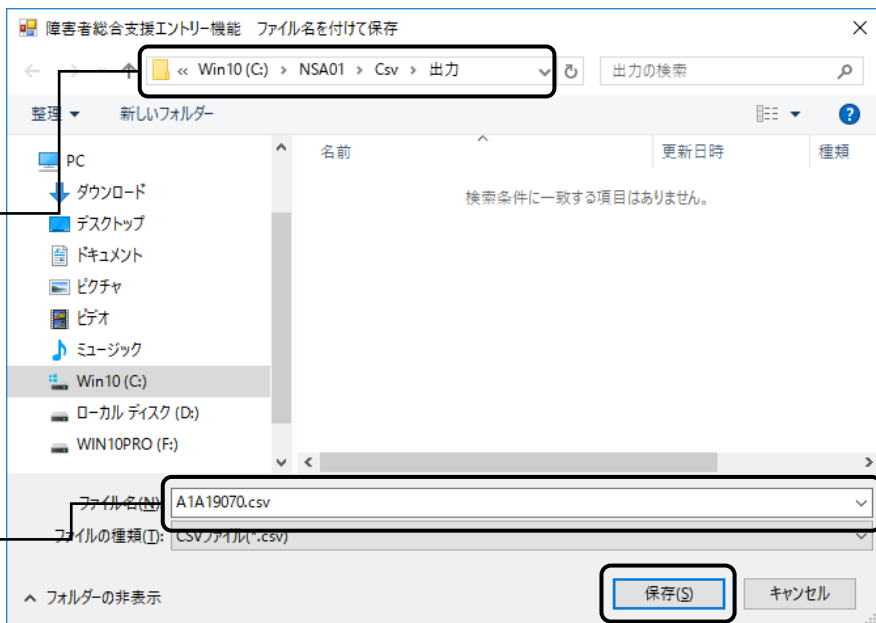 障害者総合支援エントリー機能 ファイル名を付けて保存
« Win10 (C:) › NSA01 › Csv › 出力
出力の検索
整理 新しいフォルダー
PC
ダウンロード
デスクトップ
ドキュメント
ピクチャ
ビデオ
ミュージック
Win10 (C:)
ローカル ディスク (D:)
WIN10PRO (F:)
名前 更新日時 種類
検索条件に一致する項目はありません。
ファイル名(N): A1A19070.csv
ファイルの種類(T): CSVファイル(*.csv)
フォルダーの非表示
保存(S) キャンセル